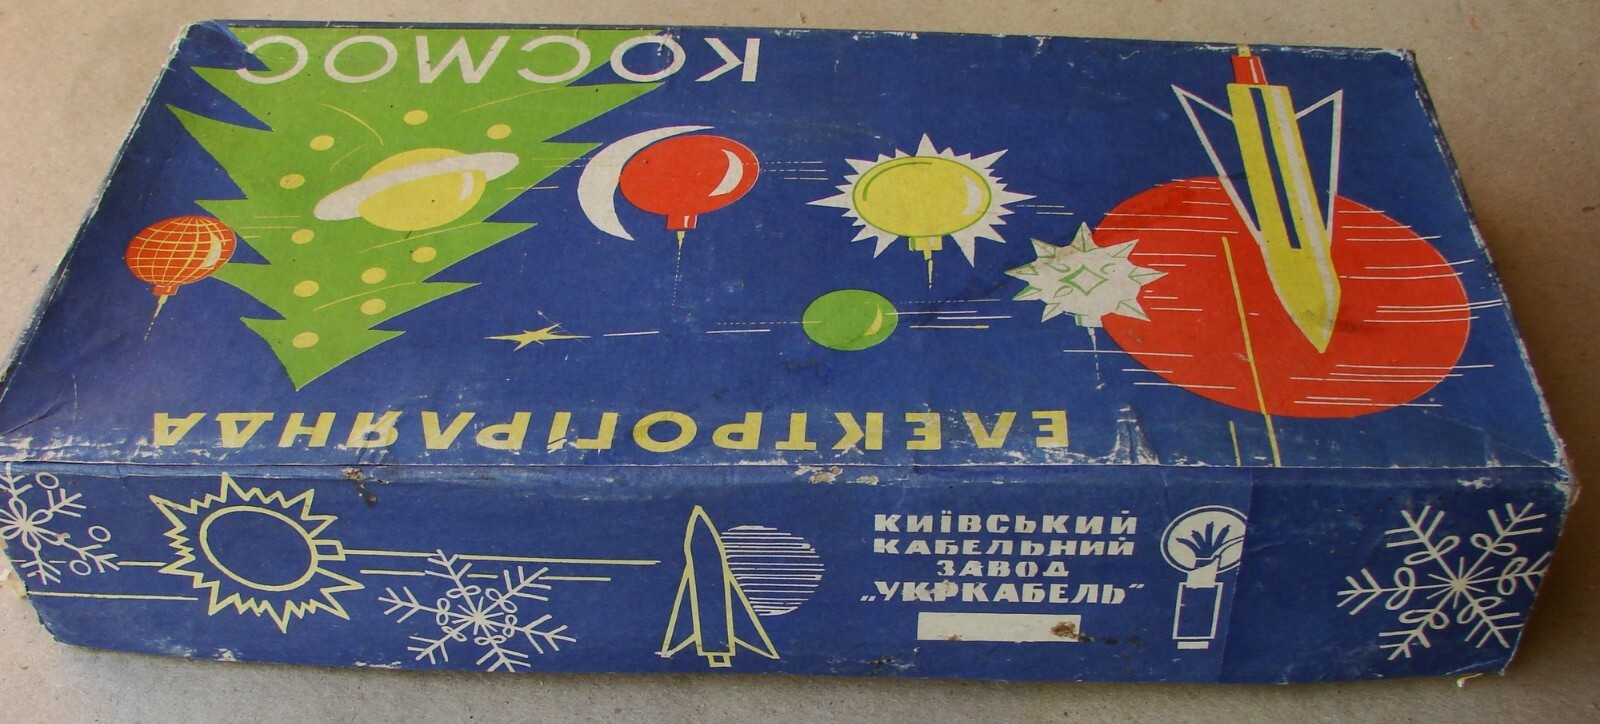 КОСМОС
ЕЛЕКТРОГІРЛЯНДА
КИЇВСЬКИЙ
КАБЕЛЬНИЙ
ЗАВОД
„УКРКАБЕЛЬ"